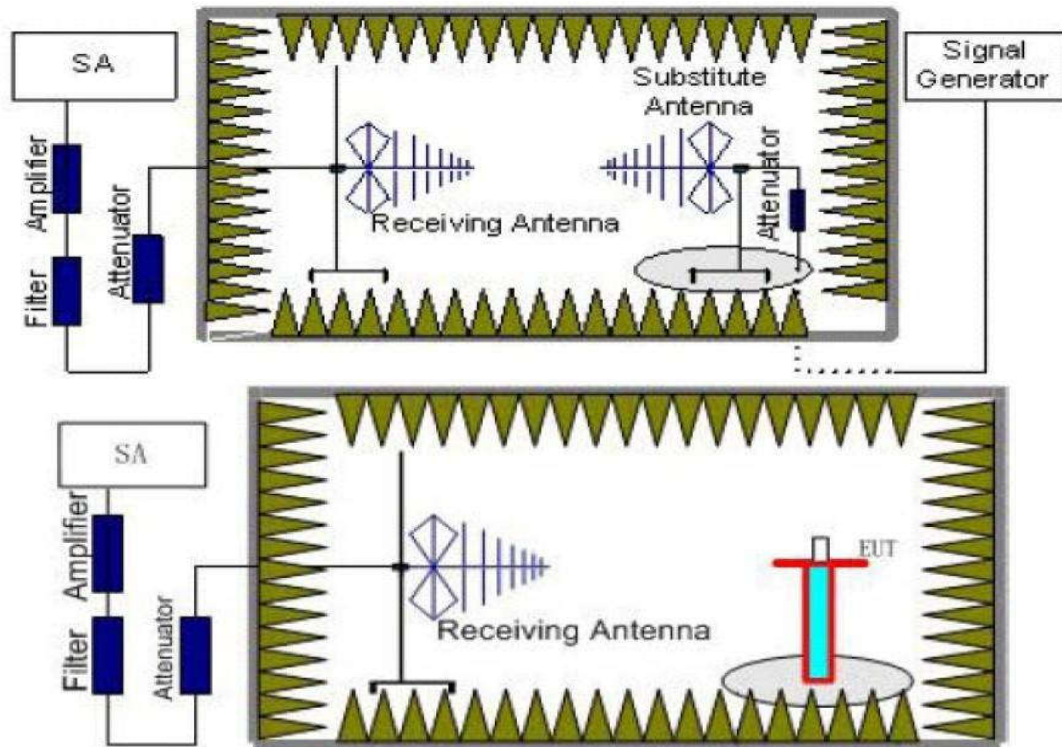 SA
Signal
Generator
Substitute
Antenna
Amplifier
Attenuator
Filter
Receiving Antenna
Attenuator
SA
Amplifier
EUT
Filter
Attenuator
Receiving Antenna